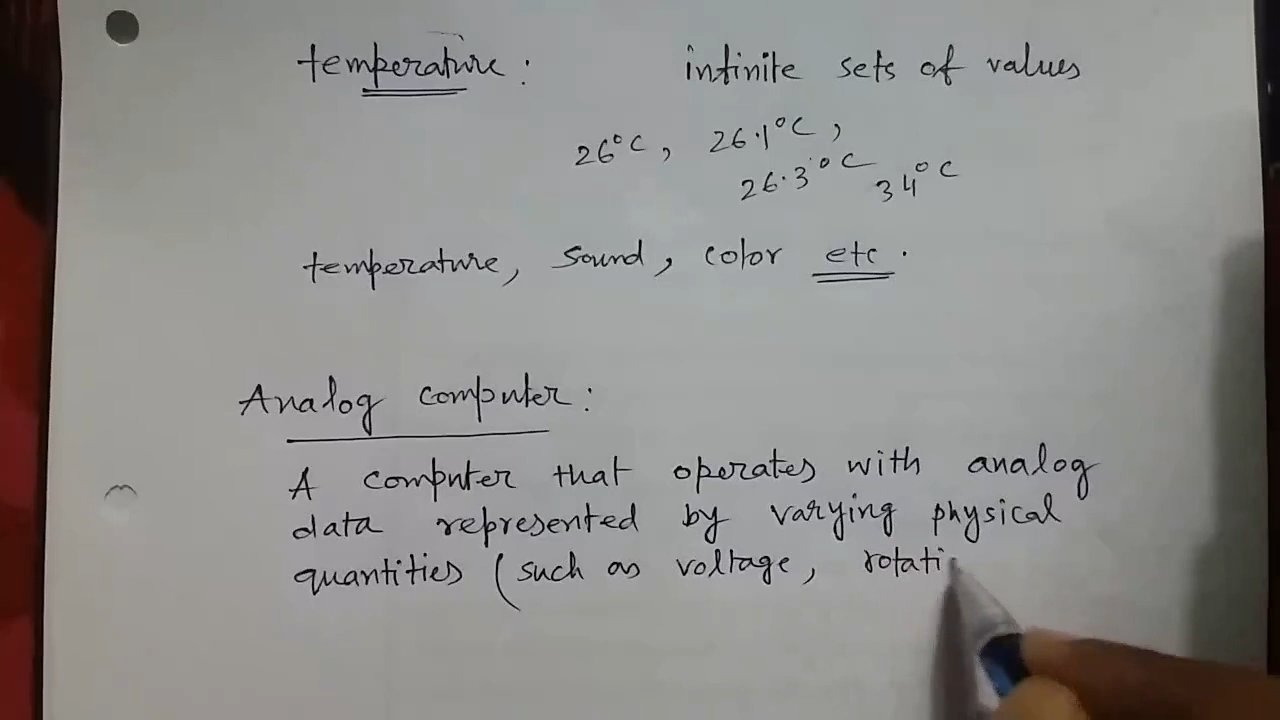 temperature: infinite sets of values
26°C, 26.1°C,
26.3°C 34°C
temperature, sound, color etc.
Analog computer:
A computer that operates with analog
data represented by varying physical
quantities (such as voltage, rotati